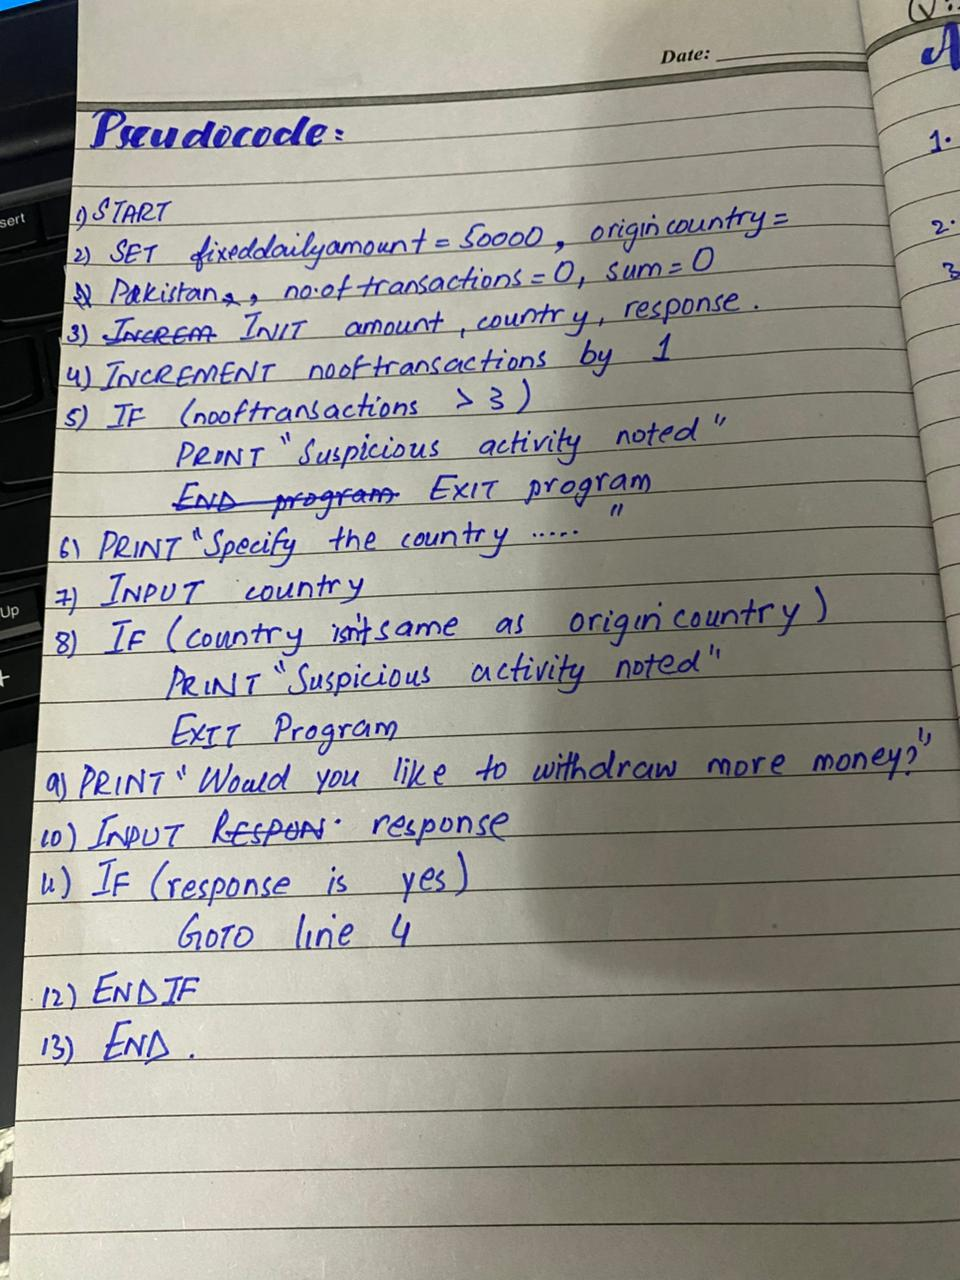 Date:
Pseudocode:
1) START
2) SET fixeddailyamount = 50000, origincountry =
Pakistan, no.of transactions = 0, sum = 0
3) INIT amount, country, response.
4) INCREMENT nooftransactions by 1
5) IF (nooftransactions > 3)
PRINT "Suspicious activity noted"
END program EXIT program
6) PRINT "Specify the country ....."
7) INPUT country
8) IF (country isn't same as origin country)
PRINT "Suspicious activity noted"
EXIT Program
9) PRINT "Would you like to withdraw more money?"
10) INPUT RESPON. response
11) IF (response is yes)
GOTO line 4
12) ENDIF
13) END.
sert
Up
A
1.
2.
3